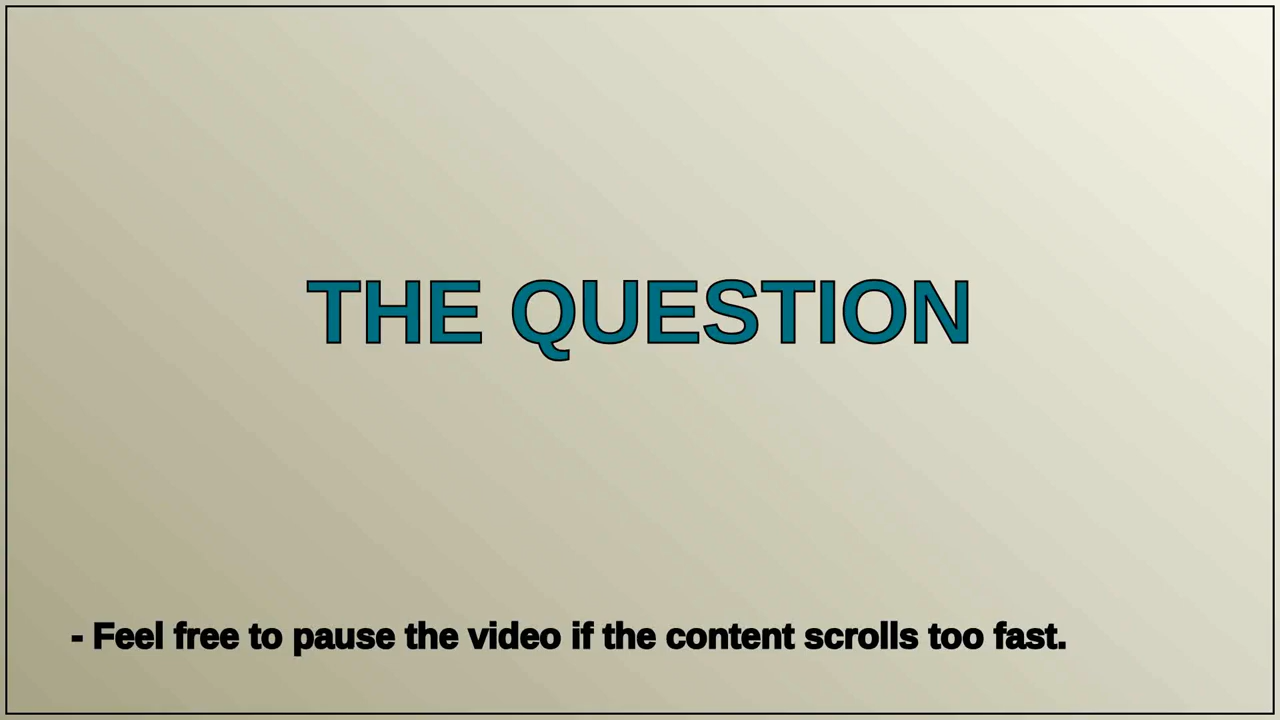 THE QUESTION
- Feel free to pause the video if the content scrolls too fast.